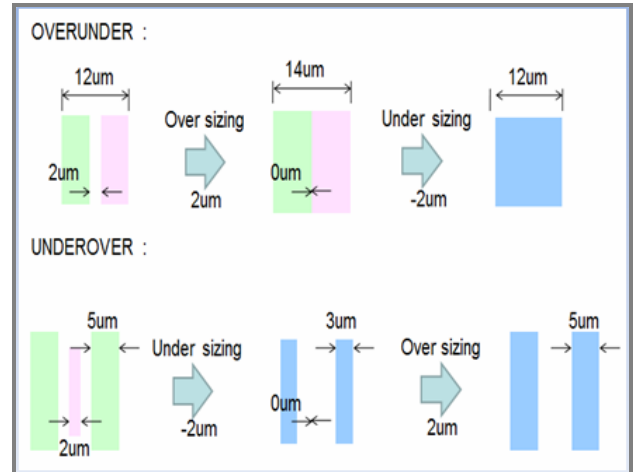 OVERUNDER :
12um
14um
12um
Over sizing
Under sizing
2um
0um
2um
-2um
UNDEROVER :
5um
3um
5um
Under sizing
Over sizing
0um
-2um
2um
2um